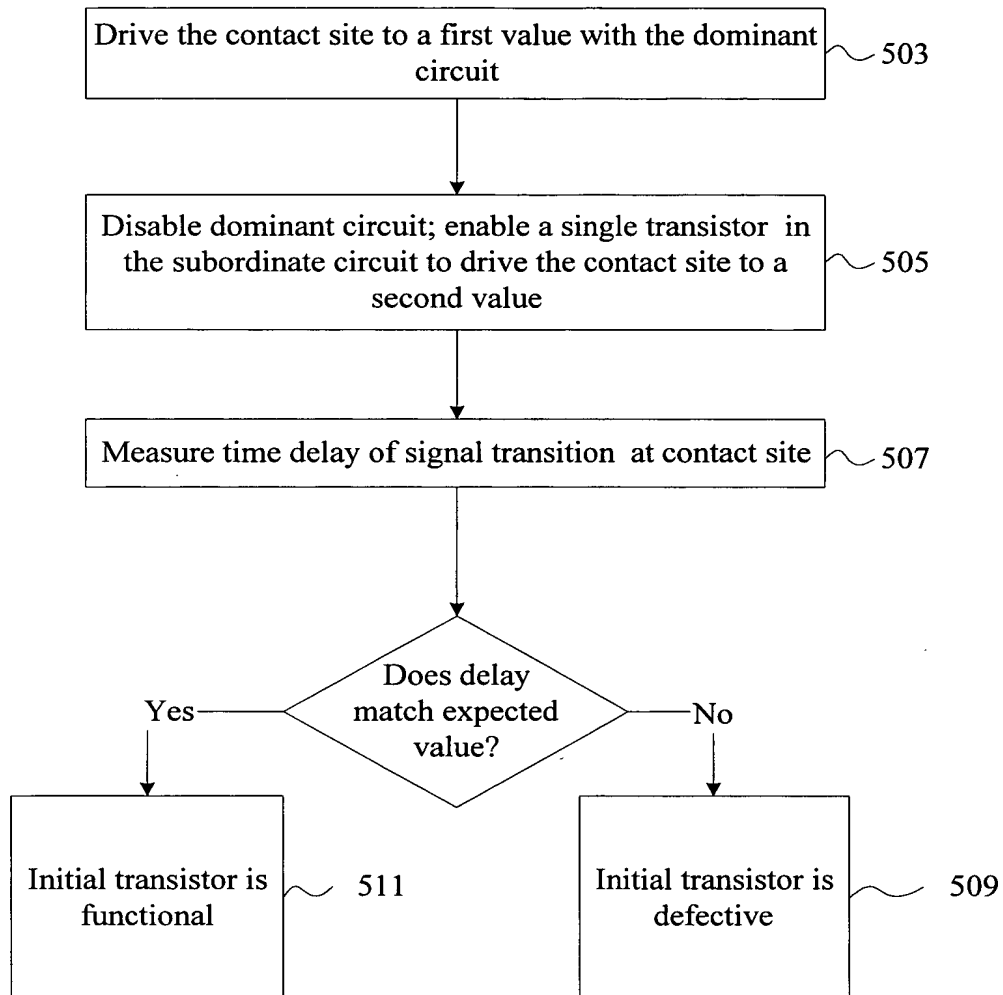 Drive the contact site to a first value with the dominant
circuit
503
Disable dominant circuit; enable a single transistor in
the subordinate circuit to drive the contact site to a
second value
505
Measure time delay of signal transition at contact site
507
Does delay
match expected
value?
Yes
No
Initial transistor is
functional
511
Initial transistor is
defective
509